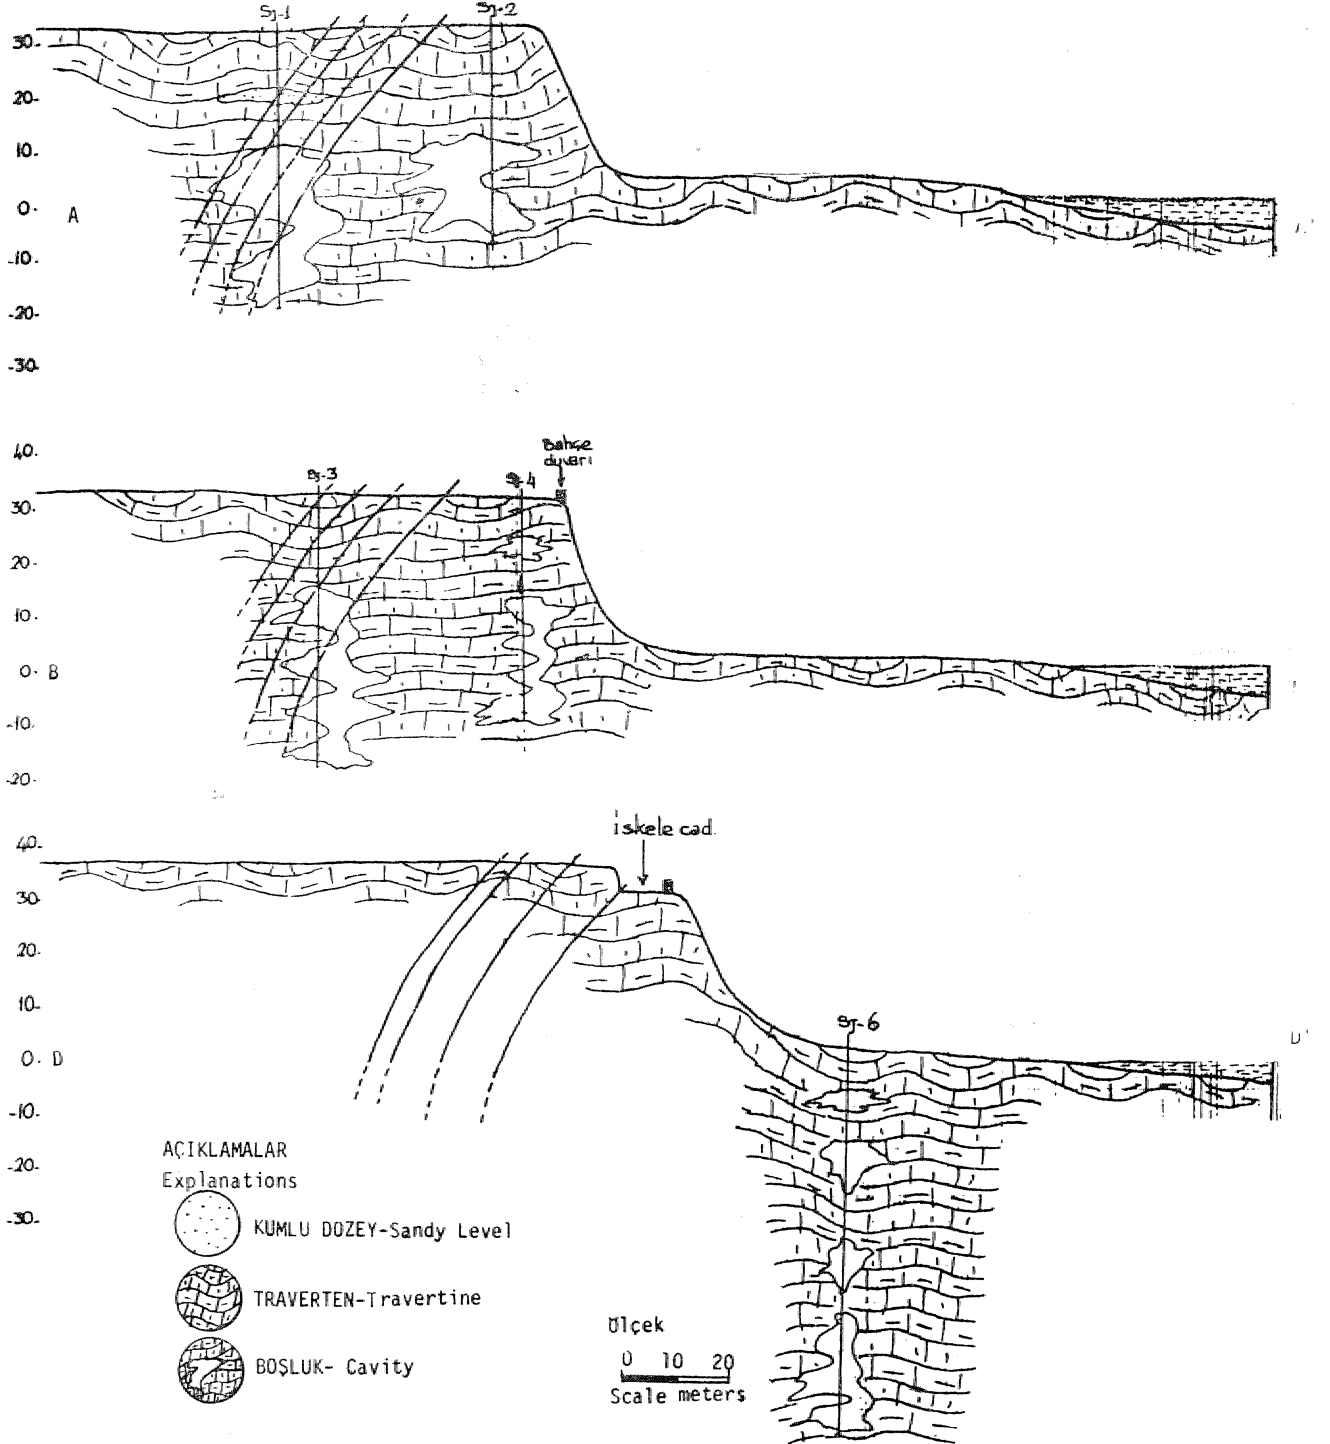 Sj-1
Sj-2
30-
20-
10-
0-
A
-10-
-20-
-30-
40-
Bahçe
duvarı
Sj-3
Sj-4
30-
20-
10-
0- B
-10-
-20-
İskele cad.
40-
30-
20-
10-
Sj-6
0- D
D'
-10-
-20-
-30-
AÇIKLAMALAR
Explanations
KUMLU DÜZEY-Sandy Level
TRAVERTEN-Travertine
BOŞLUK- Cavity
Ölçek
0 10 20
Scale meters